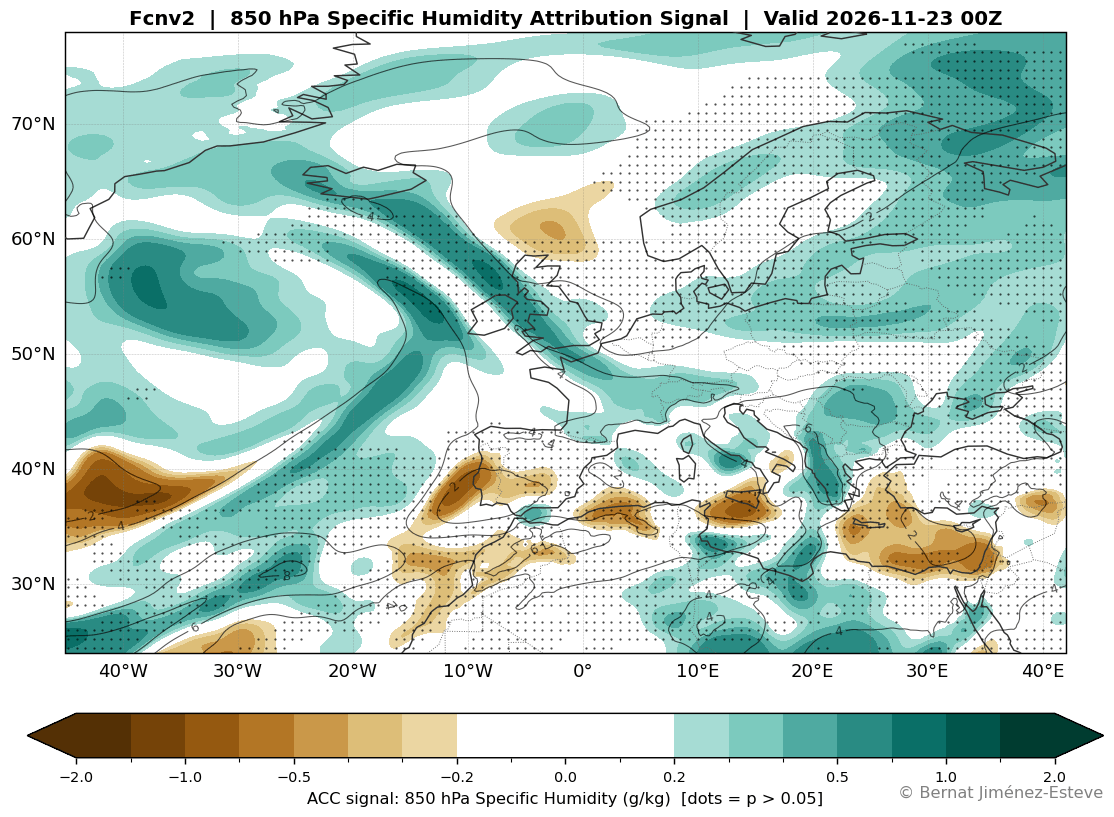 Fcnv2 | 850 hPa Specific Humidity Attribution Signal | Valid 2026-11-23 00Z
70°N
60°N
50°N
40°N
30°N
40°W 30°W 20°W 10°W 0° 10°E 20°E 30°E 40°E
−2.0 −1.0 −0.5 −0.2 0.0 0.2 0.5 1.0 2.0
ACC signal: 850 hPa Specific Humidity (g/kg) [dots = p > 0.05]
© Bernat Jiménez-Esteve